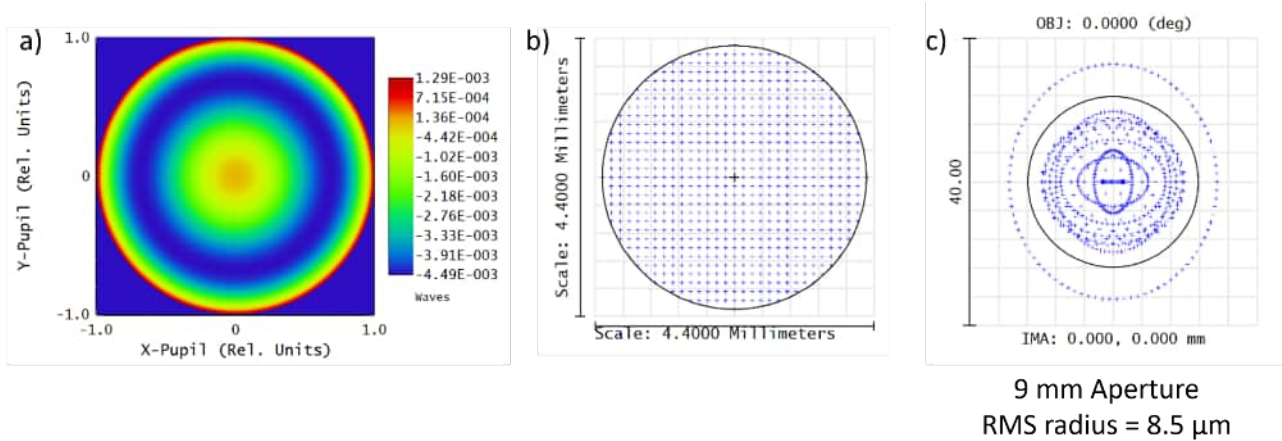 a)
1.0
0
-1.0
-1.0
0
1.0
Y-Pupil (Rel. Units)
X-Pupil (Rel. Units)
1.29E-003
7.15E-004
1.36E-004
-4.42E-004
-1.02E-003
-1.60E-003
-2.18E-003
-2.76E-003
-3.33E-003
-3.91E-003
-4.49E-003
Waves
b)
Scale: 4.4000 Millimeters
Scale: 4.4000 Millimeters
c)
OBJ: 0.0000 (deg)
40.00
IMA: 0.000, 0.000 mm
9 mm Aperture
RMS radius = 8.5 μm